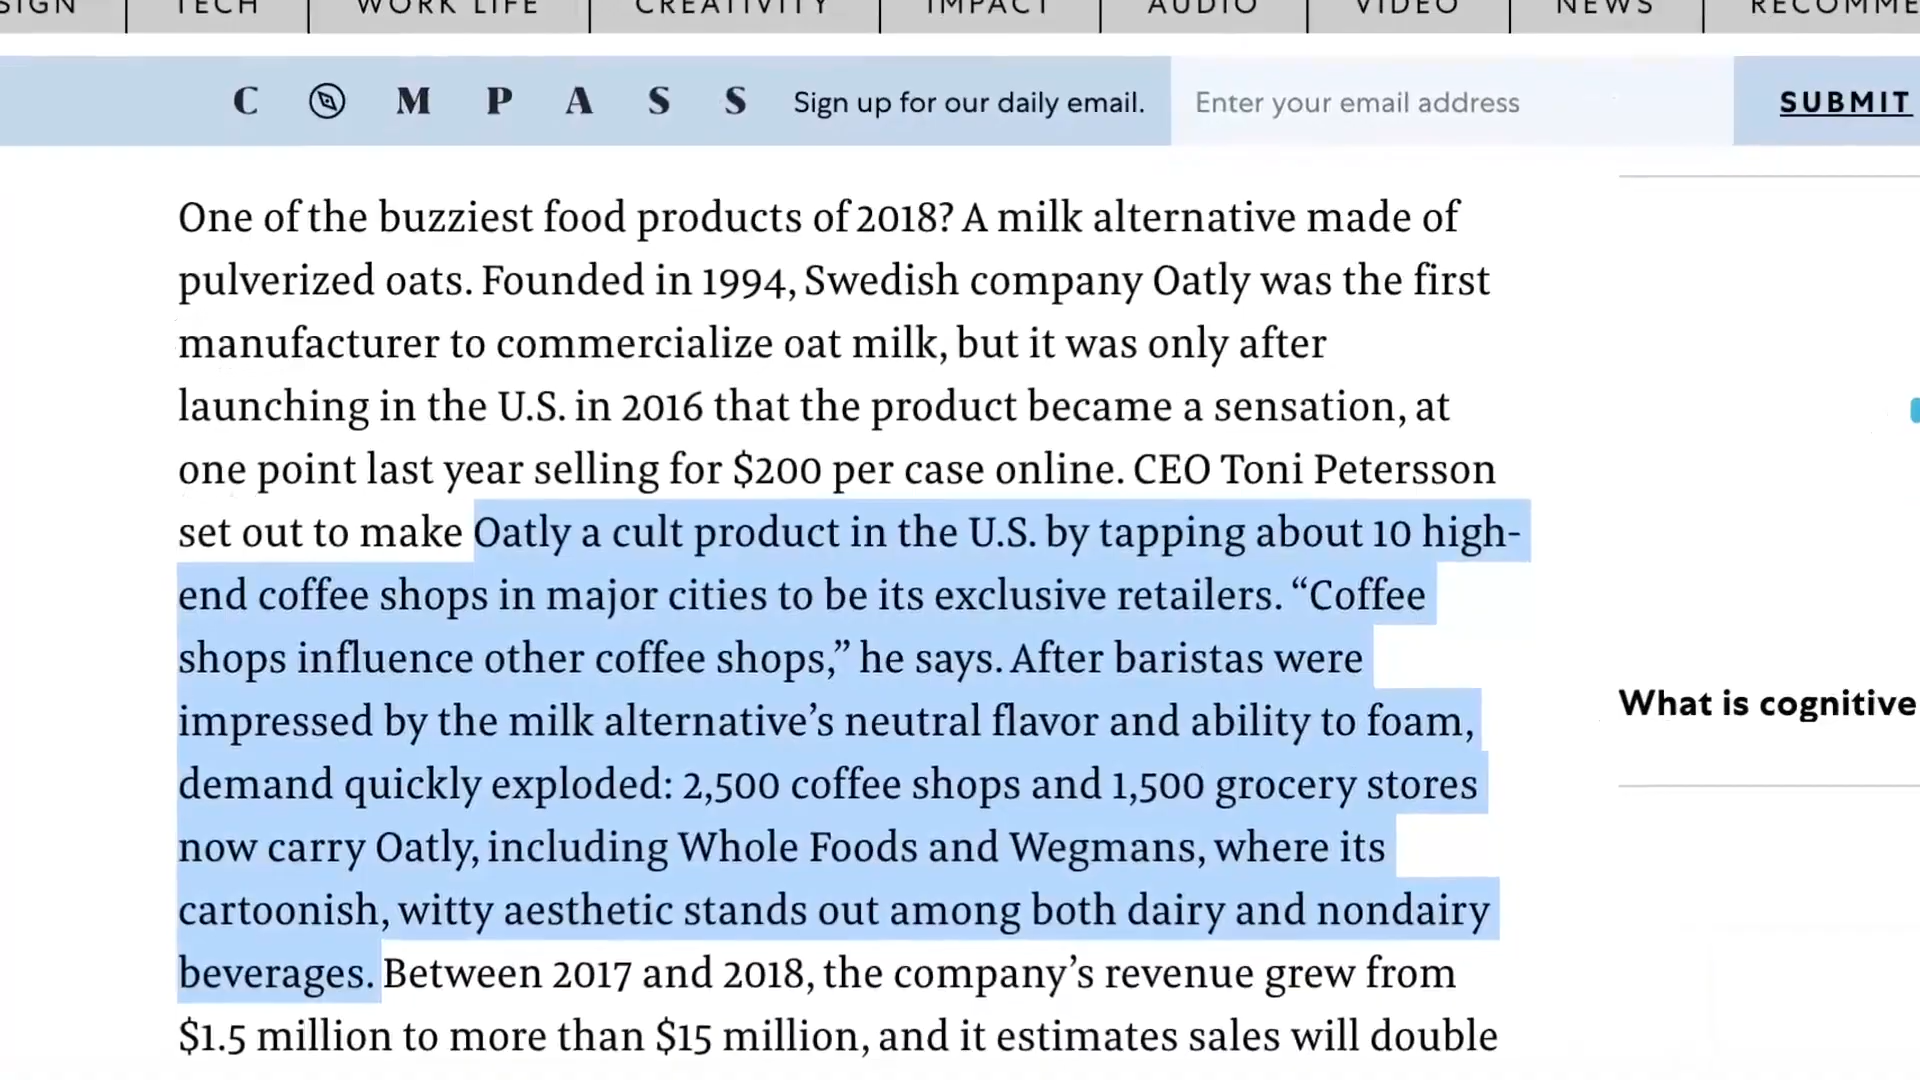 TECH
WORK LIFE
CREATIVITY
IMPACT
AUDIO
VIDEO
NEWS
COMPASS Sign up for our daily email. Enter your email address SUBMIT
One of the buzziest food products of 2018? A milk alternative made of
pulverized oats. Founded in 1994, Swedish company Oatly was the first
manufacturer to commercialize oat milk, but it was only after
launching in the U.S. in 2016 that the product became a sensation, at
one point last year selling for $200 per case online. CEO Toni Petersson
set out to make Oatly a cult product in the U.S. by tapping about 10 high-
end coffee shops in major cities to be its exclusive retailers. “Coffee
shops influence other coffee shops,” he says. After baristas were
impressed by the milk alternative’s neutral flavor and ability to foam,
demand quickly exploded: 2,500 coffee shops and 1,500 grocery stores
now carry Oatly, including Whole Foods and Wegmans, where its
cartoonish, witty aesthetic stands out among both dairy and nondairy
beverages. Between 2017 and 2018, the company’s revenue grew from
$1.5 million to more than $15 million, and it estimates sales will double
What is cognitive